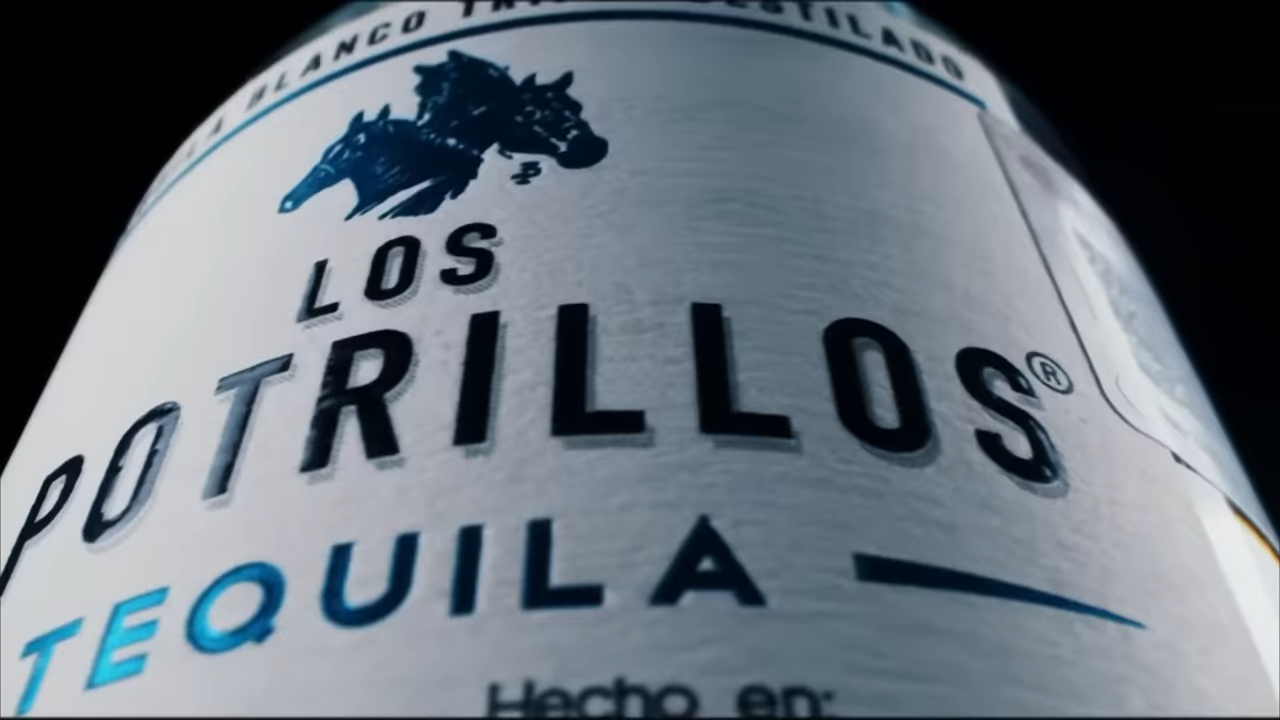 BLANCO DESTILADO
LOS
POTRILLOS®
TEQUILA
Hecho en: